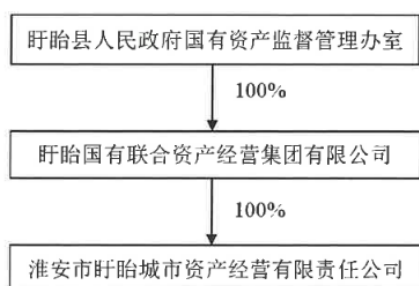 盱眙县人民政府国有资产监督管理办室
100%
盱眙国有联合资产经营集团有限公司
100%
淮安市盱眙城市资产经营有限责任公司